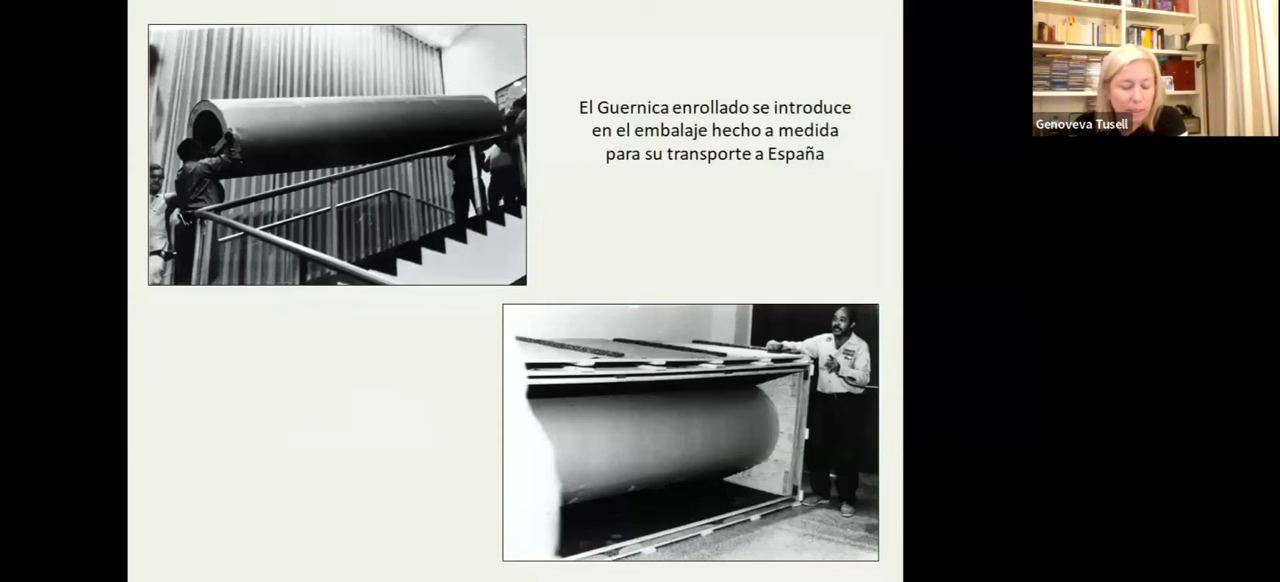 El Guernica enrollado se introduce
en el embalaje hecho a medida
para su transporte a España
Genoveva Tusell